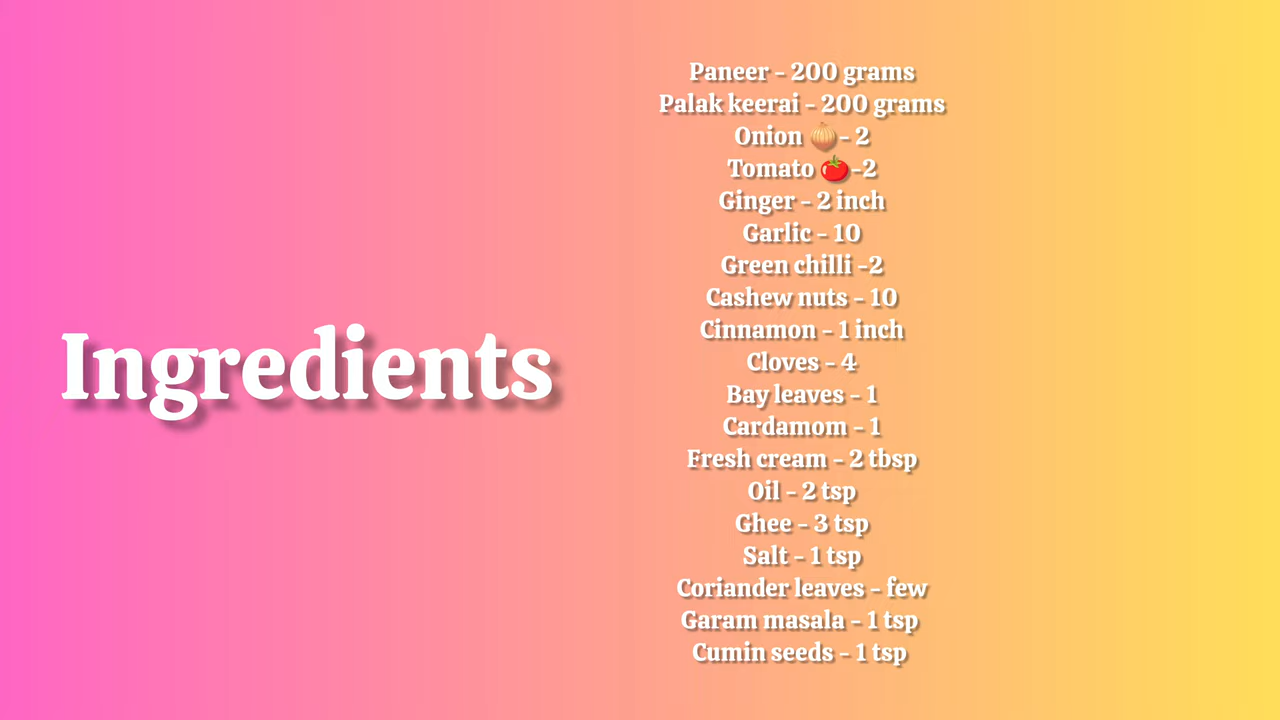 Ingredients
Paneer - 200 grams
Palak keerai - 200 grams
Onion 🧅 - 2
Tomato 🍅 -2
Ginger - 2 inch
Garlic - 10
Green chilli -2
Cashew nuts - 10
Cinnamon - 1 inch
Cloves - 4
Bay leaves - 1
Cardamom - 1
Fresh cream - 2 tbsp
Oil - 2 tsp
Ghee - 3 tsp
Salt - 1 tsp
Coriander leaves - few
Garam masala - 1 tsp
Cumin seeds - 1 tsp